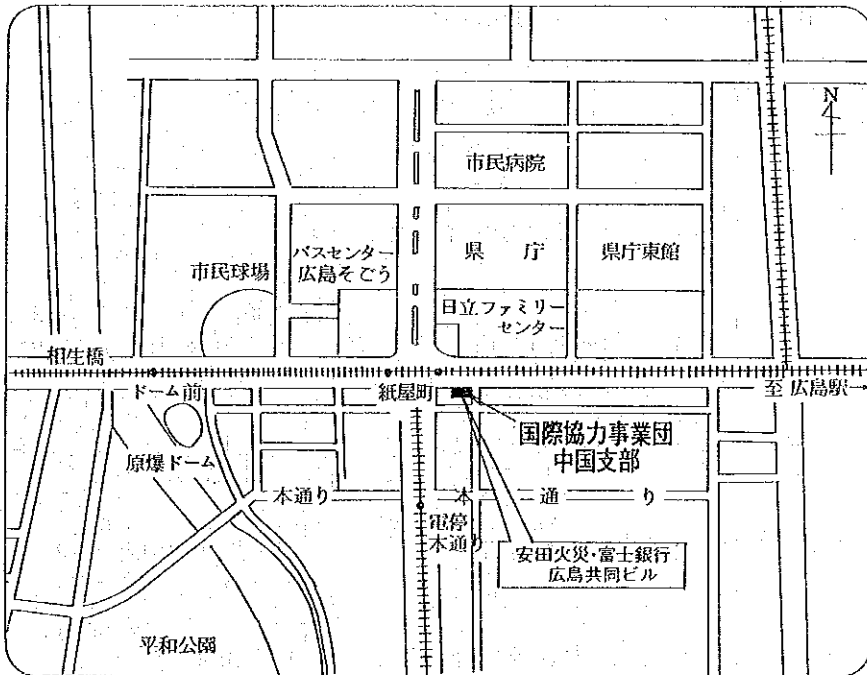 N
市民病院
市民球場
バスセンター
広島そごう
県 庁
県庁東館
日立ファミリー
センター
相生橋
ドーム前
紙屋町
至 広島駅→
原爆ドーム
国際協力事業団
中国支部
本通り
本 通 り
電停
本通り
安田火災・富士銀行
広島共同ビル
平和公園